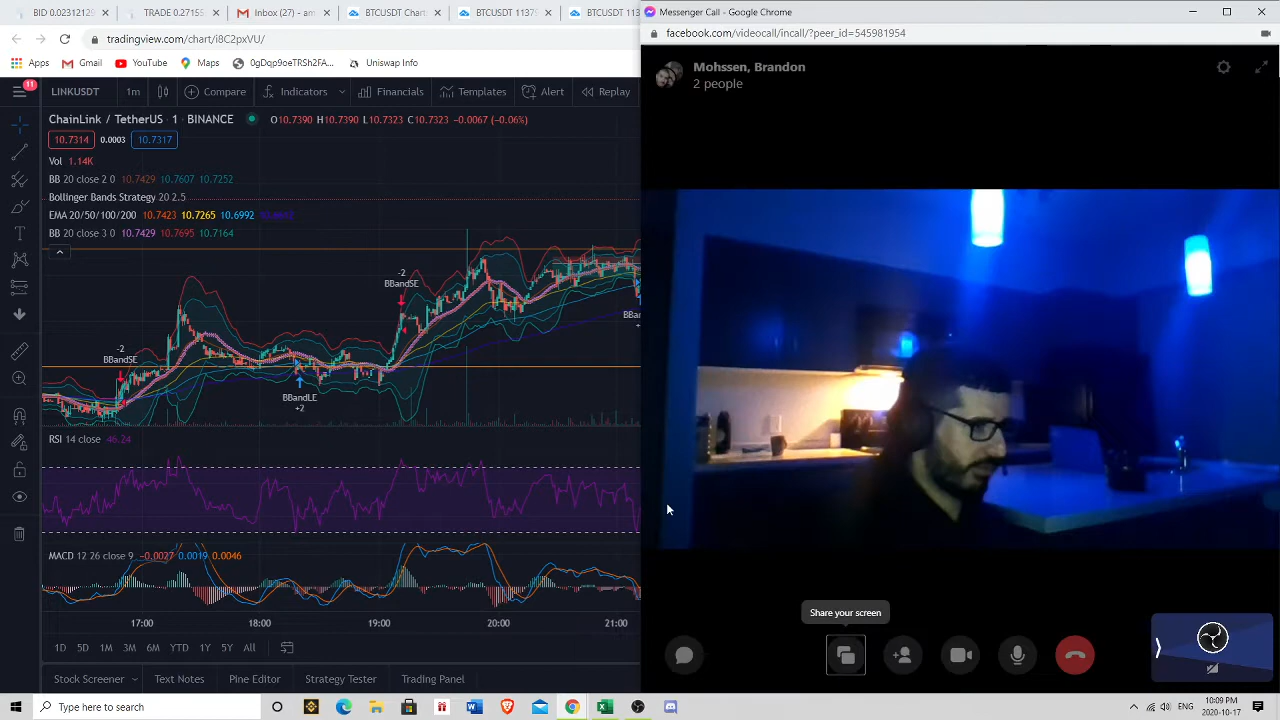 BID 0.0231295
TRADE 0.27155
Inbox (27) - am
BTCUSDT Chart
BTCUSDT 1137
BTCUSDT 113
Messenger Call - Google Chrome
tradingview.com/chart/i8C2pxVU/
facebook.com/videocall/incall/?peer_id=545981954
Apps
Gmail
YouTube
Maps
Uniswap Info
Mohssen, Brandon
2 people
11
LINKUSDT
1m
Compare
Indicators
Financials
Templates
Alert
Replay
ChainLink / TetherUS · 1 · BINANCE
O10.7390 H10.7390 L10.7323 C10.7323 −0.0067 (−0.06%)
10.7314
0.0003
10.7317
Vol 1.14K
BB 20 close 2 0 10.7429 10.7607 10.7252
Bollinger Bands Strategy 20 2.5
EMA 20/50/100/200 10.7423 10.7265 10.6992
BB 20 close 3 0 10.7429 10.7695 10.7164
-2
BBandSE
-2
BBandSE
BBandLE
+2
RSI 14 close 46.24
MACD 12 26 close 9 −0.0027 0.0019 0.0046
17:00
18:00
19:00
20:00
21:00
Share your screen
1D
5D
1M
3M
6M
YTD
1Y
5Y
All
Stock Screener
Text Notes
Pine Editor
Strategy Tester
Trading Panel
Type here to search
ENG
10:09 PM
2020-10-17